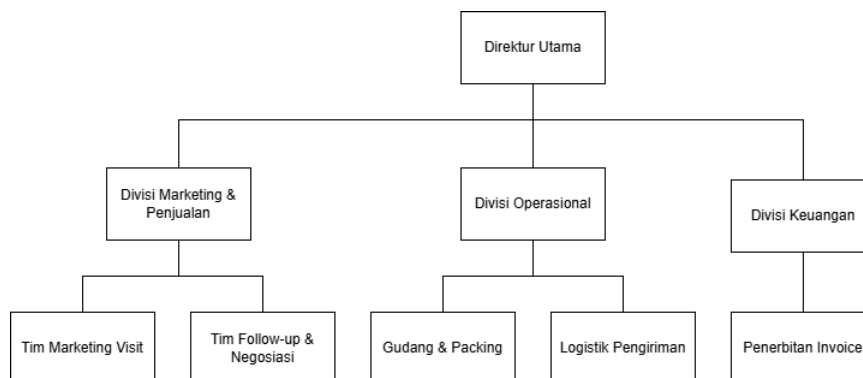 Direktur Utama
Divisi Marketing &
Penjualan
Divisi Operasional
Divisi Keuangan
Tim Marketing Visit
Tim Follow-up &
Negosiasi
Gudang & Packing
Logistik Pengiriman
Penerbitan Invoice